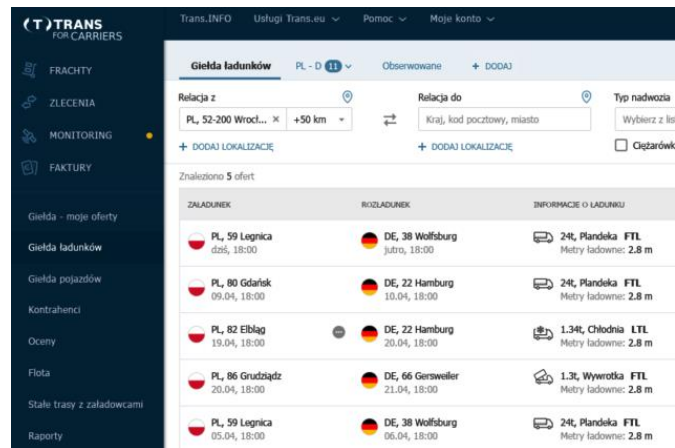 (T)TRANS
FOR CARRIERS
Trans.INFO Usługi Trans.eu Pomoc Moje konto
FRACHTY
ZLECENIA
MONITORING
FAKTURY
Giełda - moje oferty
Giełda ładunków
Giełda pojazdów
Kontrahenci
Oceny
Flota
Stałe trasy z załadowcami
Raporty
Giełda ładunków PL - D 11 Obserwowane + DODAJ
Relacja z Relacja do Typ nadwozia
PL, 52-200 Wrocł... × +50 km Kraj, kod pocztowy, miasto Wybierz z lis
+ DODAJ LOKALIZACJĘ + DODAJ LOKALIZACJĘ Ciężarówk
Znaleziono 5 ofert
ZAŁADUNEK ROZŁADUNEK INFORMACJE O ŁADUNKU
PL, 59 Legnica DE, 38 Wolfsburg 24t, Plandeka FTL
dziś, 18:00 jutro, 18:00 Metry ładowne: 2.8 m
PL, 80 Gdańsk DE, 22 Hamburg 24t, Plandeka FTL
09.04, 18:00 10.04, 18:00 Metry ładowne: 2.8 m
PL, 82 Elbląg DE, 22 Hamburg 1.34t, Chłodnia LTL
19.04, 18:00 20.04, 18:00 Metry ładowne: 2.8 m
PL, 86 Grudziądz DE, 66 Gersweiler 1.3t, Wywrotka FTL
20.04, 18:00 21.04, 18:00 Metry ładowne: 2.8 m
PL, 59 Legnica DE, 38 Wolfsburg 24t, Plandeka FTL
05.04, 18:00 06.04, 18:00 Metry ładowne: 2.8 m